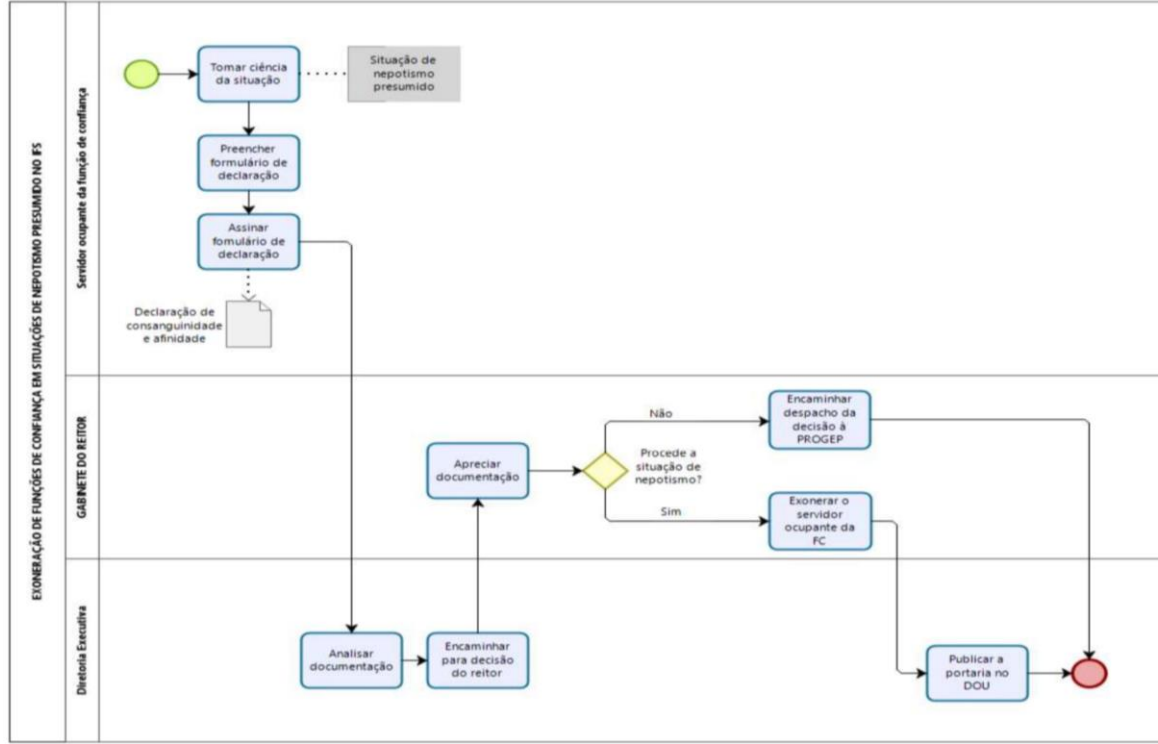 EXONERAÇÃO DE FUNÇÕES DE CONFIANÇA EM SITUAÇÕES DE NEPOTISMO PRESUMIDO NO IFS
Servidor ocupante da função de confiança
Tomar ciência
da situação
Situação de
nepotismo
presumido
Preencher
formulário de
declaração
Assinar
fomulário de
declaração
Declaração de
consanguinidade
e afinidade
GABINETE DO REITOR
Apreciar
documentação
Não
Procede a
situação de
nepotismo?
Sim
Encaminhar
despacho da
decisão à
PROGEP
Exonerar o
servidor
ocupante da
FC
Diretoria Executiva
Analisar
documentação
Encaminhar
para decisão
do reitor
Publicar a
portaria no
DOU